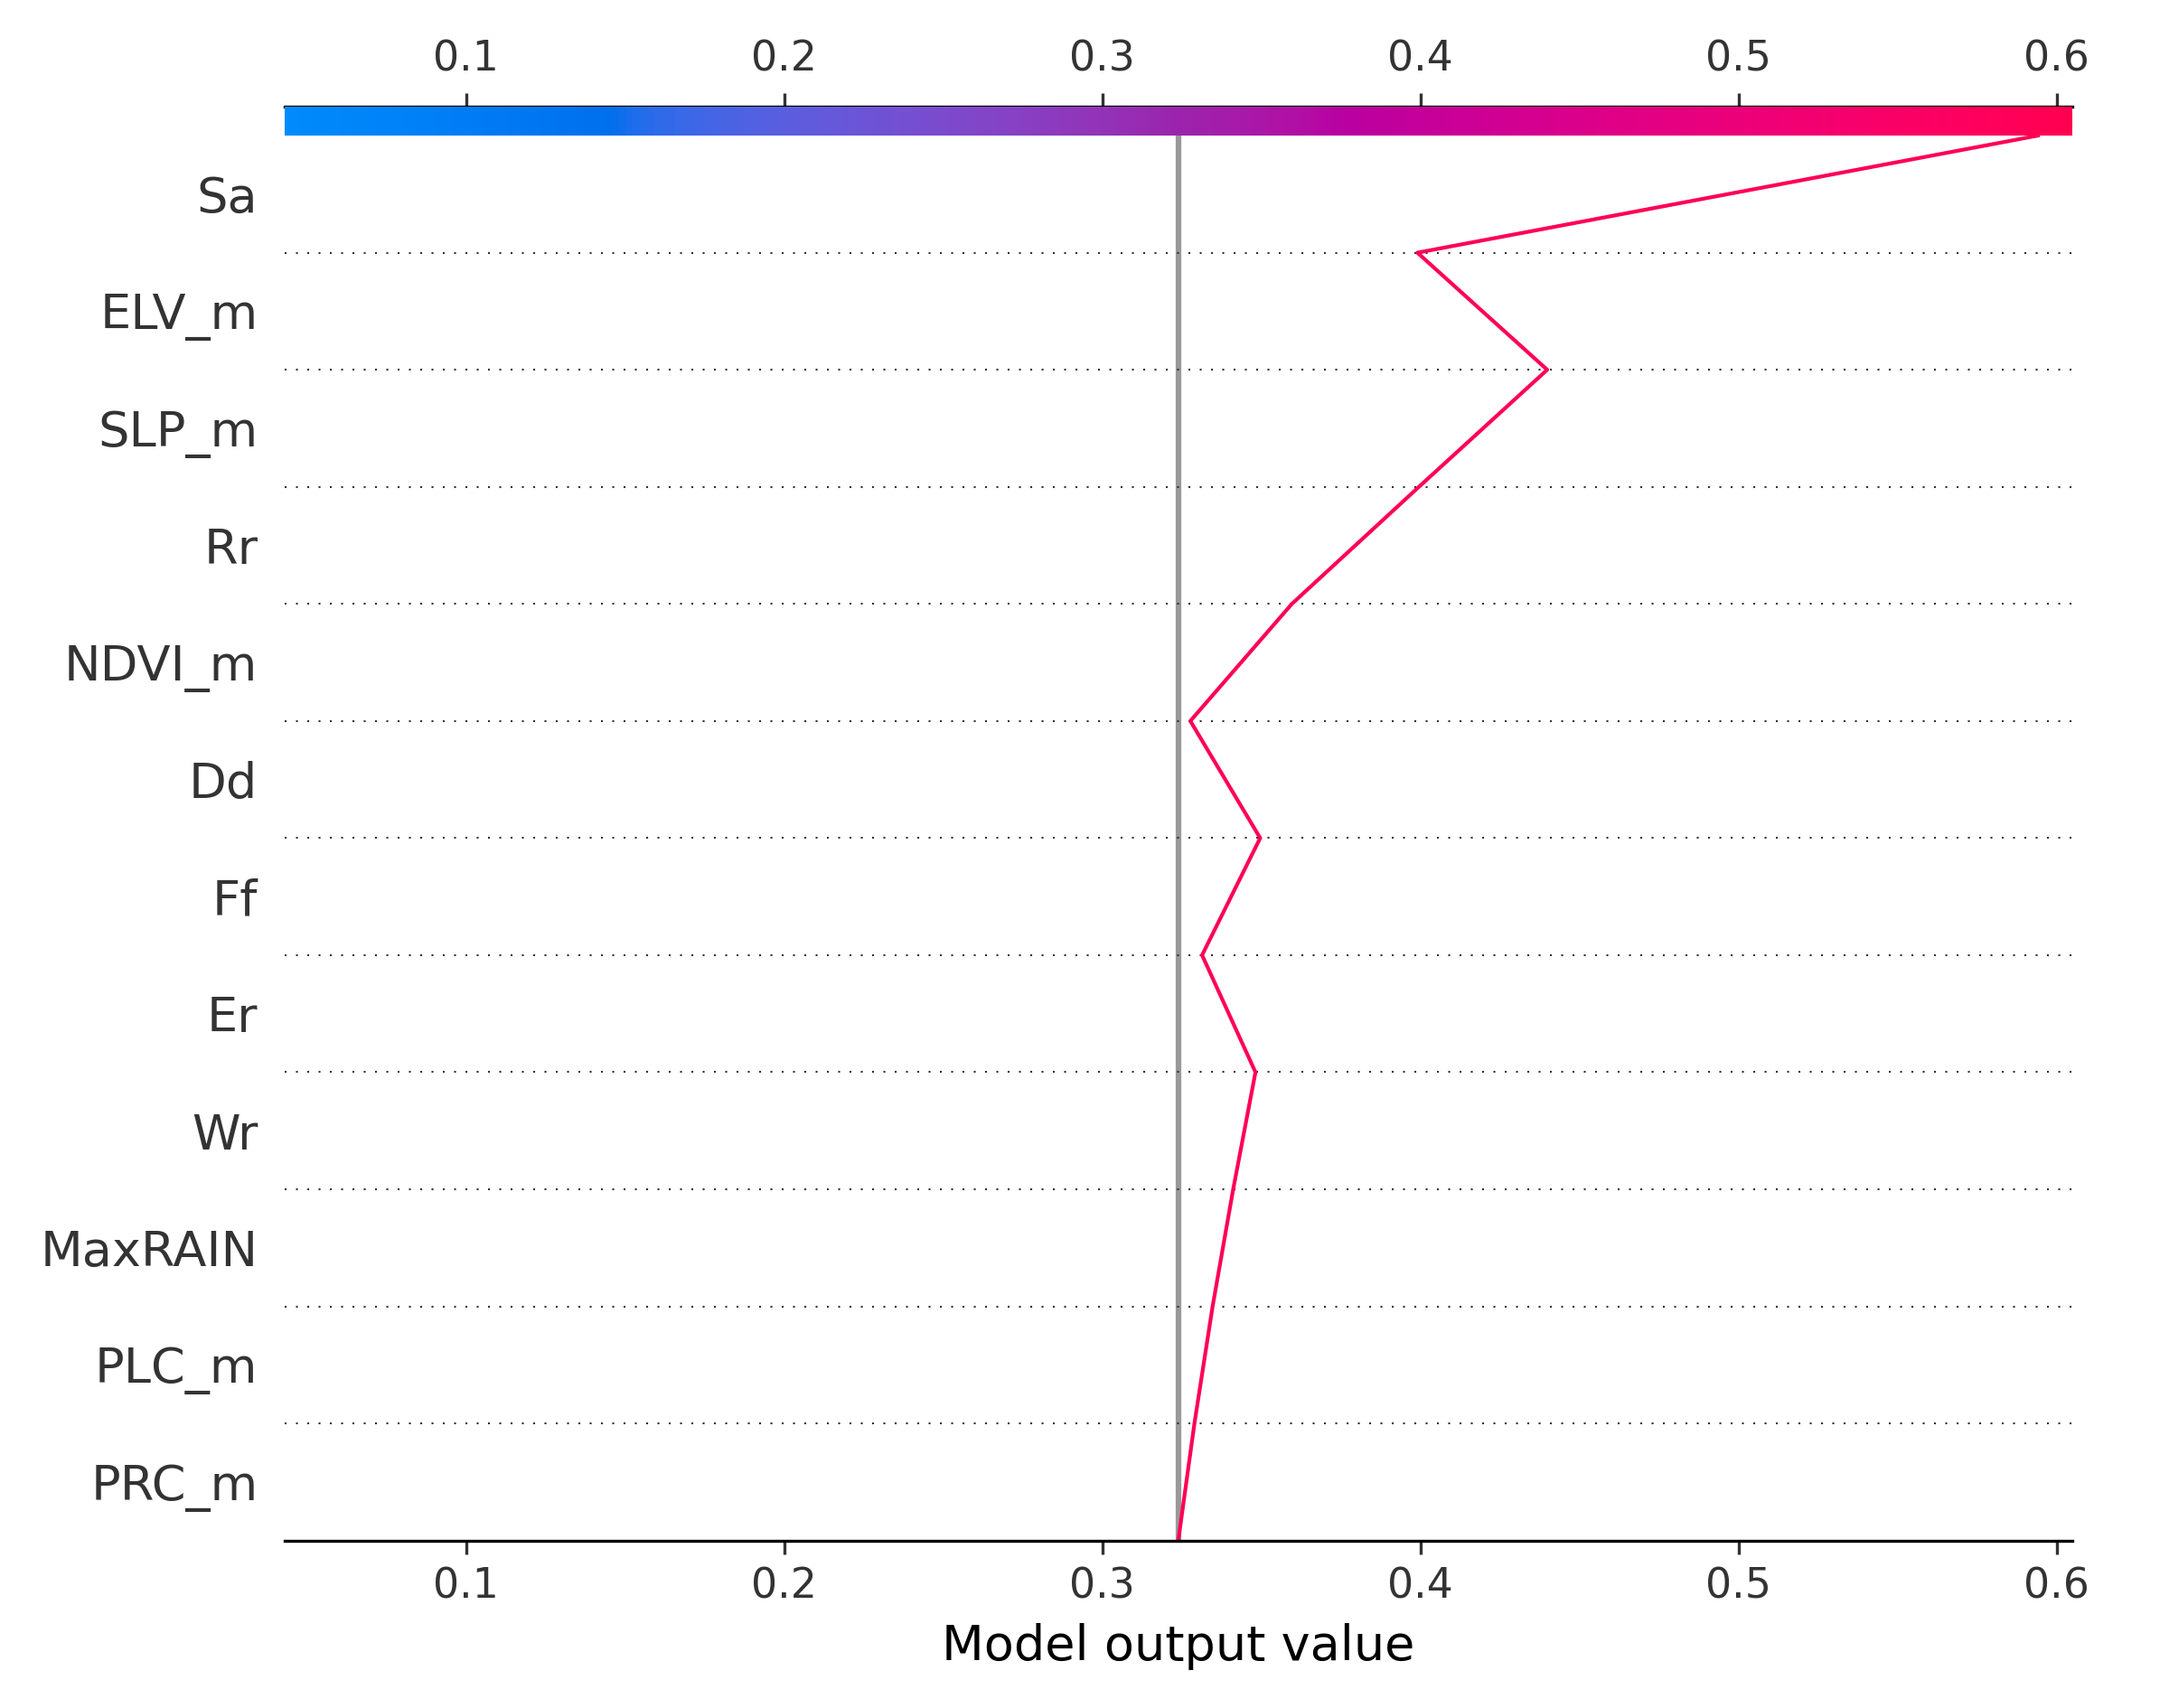 0.1 0.2 0.3 0.4 0.5 0.6
Sa
ELV_m
SLP_m
Rr
NDVI_m
Dd
Ff
Er
Wr
MaxRAIN
PLC_m
PRC_m
0.1 0.2 0.3 0.4 0.5 0.6
Model output value